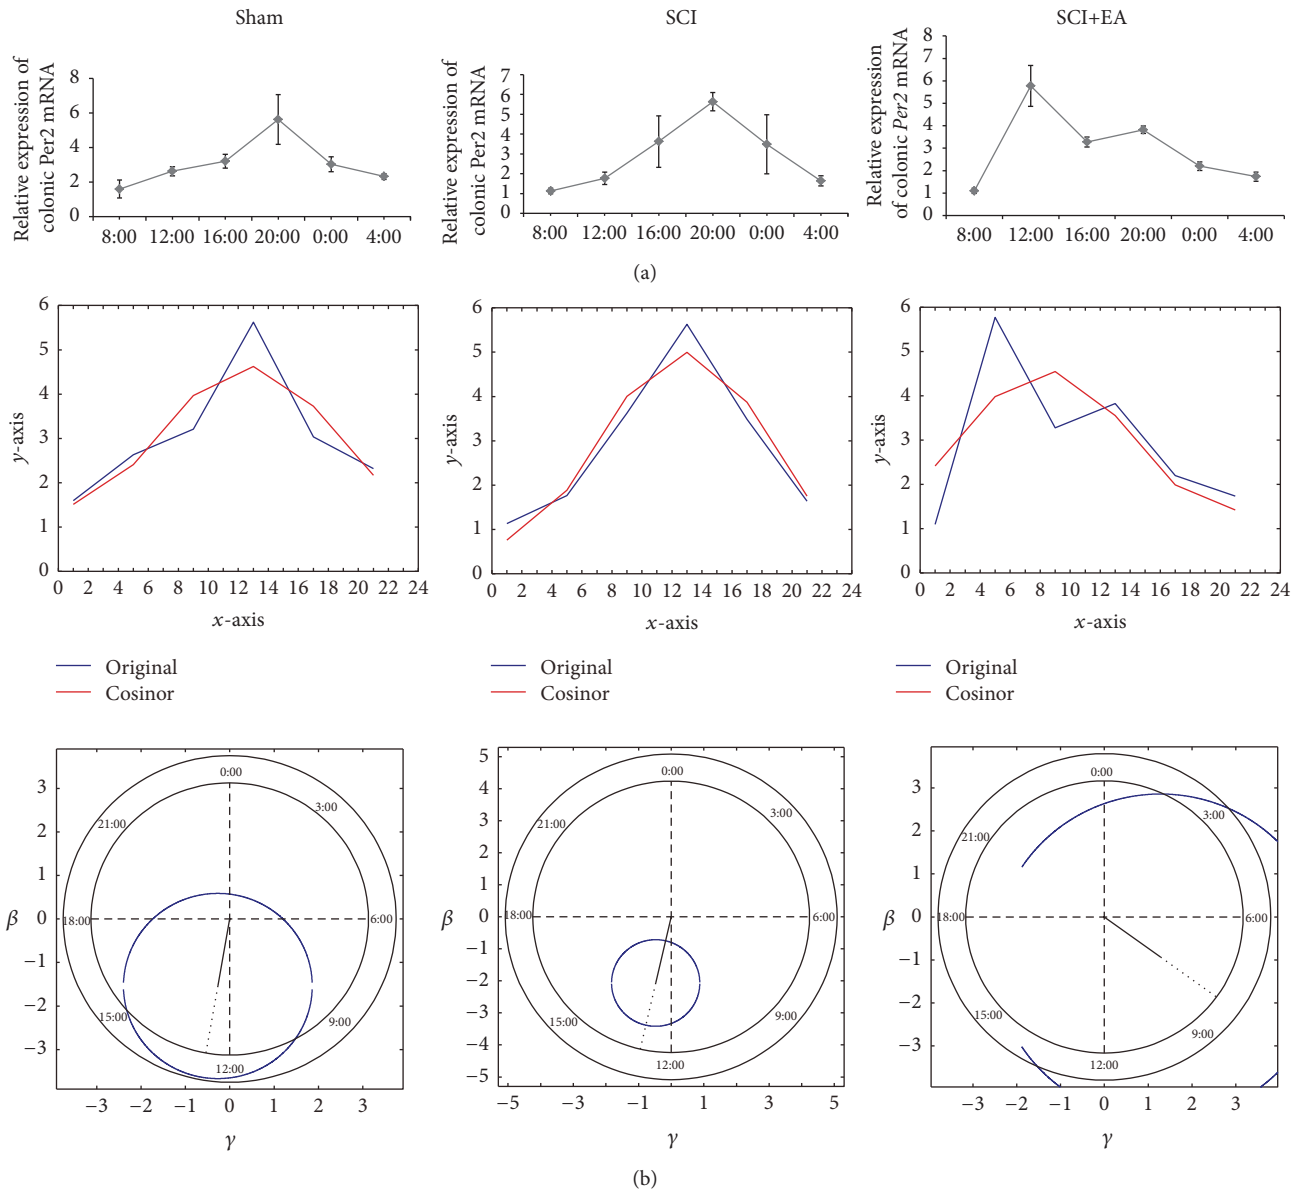 Sham
SCI
SCI+EA
Relative expression of
colonic Per2 mRNA
8
6
4
2
0
8:00 12:00 16:00 20:00 0:00 4:00
Relative expression of
colonic Per2 mRNA
7
6
5
4
3
2
1
0
8:00 12:00 16:00 20:00 0:00 4:00
Relative expression
of colonic Per2 mRNA
8
7
6
5
4
3
2
1
0
8:00 12:00 16:00 20:00 0:00 4:00
(a)
y-axis
6
5
4
3
2
1
0
0 2 4 6 8 10 12 14 16 18 20 22 24
x-axis
Original
Cosinor
y-axis
6
5
4
3
2
1
0
0 2 4 6 8 10 12 14 16 18 20 22 24
x-axis
Original
Cosinor
y-axis
6
5
4
3
2
1
0
0 2 4 6 8 10 12 14 16 18 20 22 24
x-axis
Original
Cosinor
β
3
2
1
0
−1
−2
−3
0:00
3:00
6:00
9:00
12:00
15:00
18:00
21:00
−3 −2 −1 0 1 2 3
γ
β
5
4
3
2
1
0
−1
−2
−3
−4
−5
0:00
3:00
6:00
9:00
12:00
15:00
18:00
21:00
−5 −3 −1 1 3 5
γ
β
3
2
1
0
−1
−2
−3
0:00
3:00
6:00
9:00
12:00
15:00
18:00
21:00
−3 −2 −1 0 1 2 3
γ
(b)